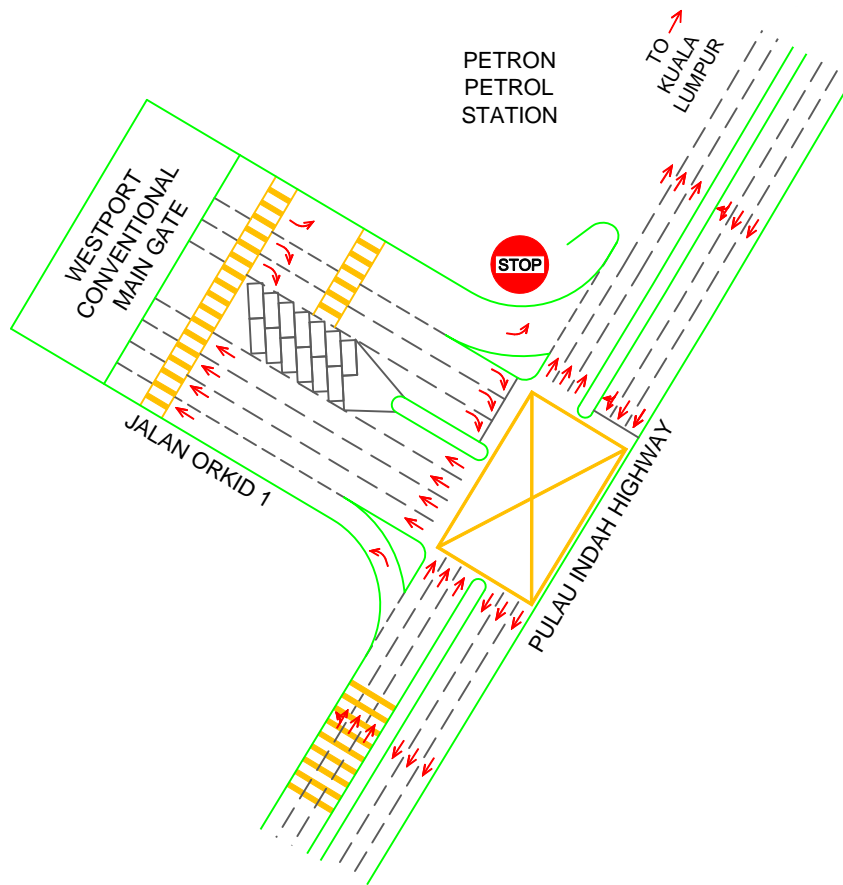 PETRON
PETROL
STATION
TO
KUALA
LUMPUR
WESTPORT
CONVENTIONAL
MAIN GATE
STOP
JALAN ORKID 1
PULAU INDAH HIGHWAY